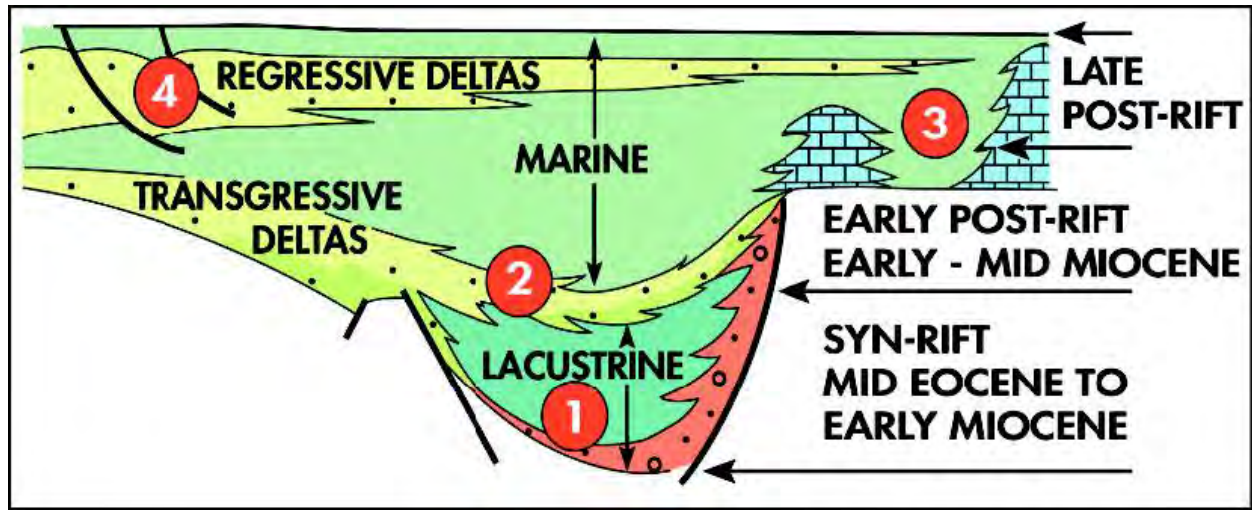 4
REGRESSIVE DELTAS
3
LATE
POST-RIFT
MARINE
TRANSGRESSIVE
DELTAS
EARLY POST-RIFT
EARLY - MID MIOCENE
2
LACUSTRINE
1
SYN-RIFT
MID EOCENE TO
EARLY MIOCENE